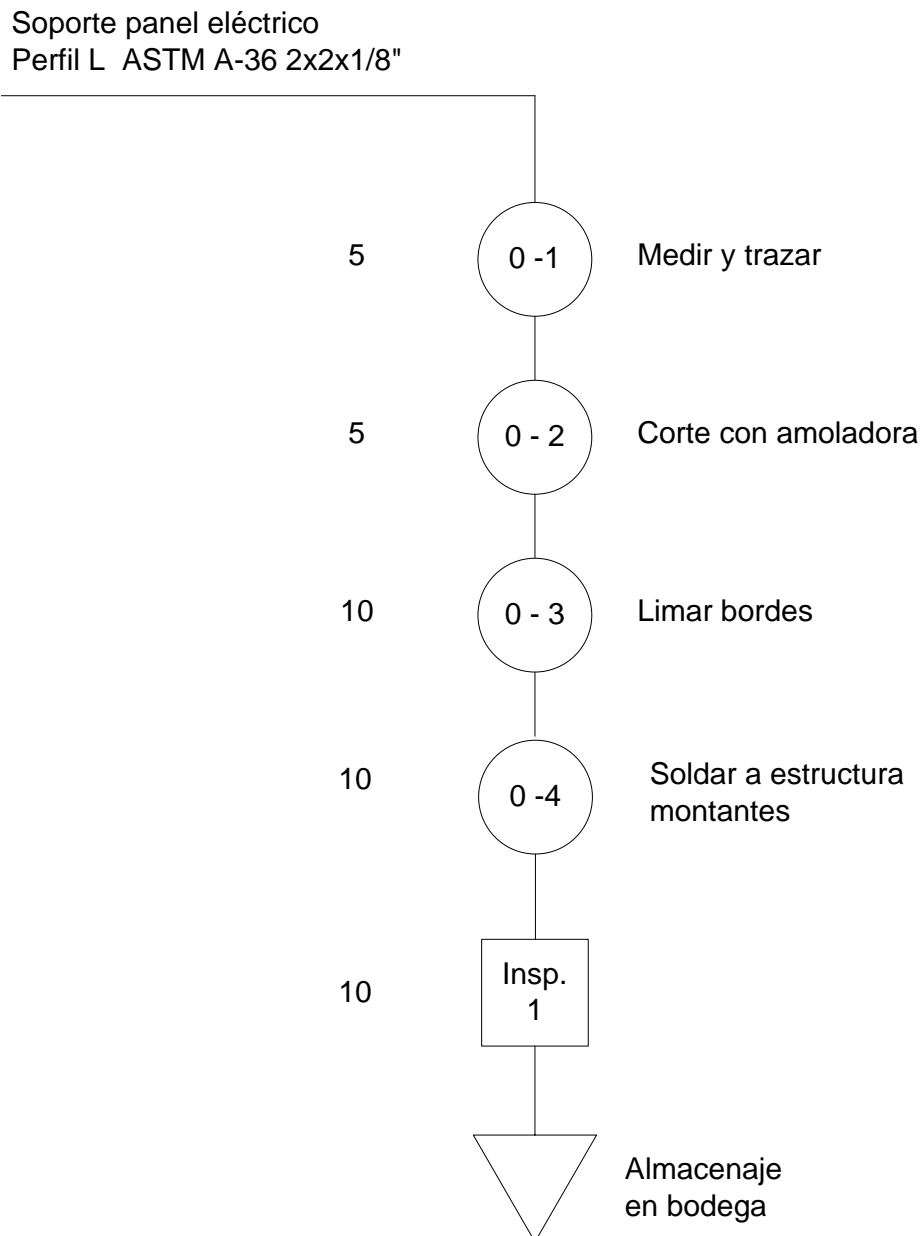 Soporte panel eléctrico
Perfil L  ASTM A-36 2x2x1/8"
5
0 -1
Medir y trazar
5
0 - 2
Corte con amoladora
10
0 - 3
Limar bordes
10
0 -4
Soldar a estructura
montantes
10
Insp.
1
Almacenaje
en bodega